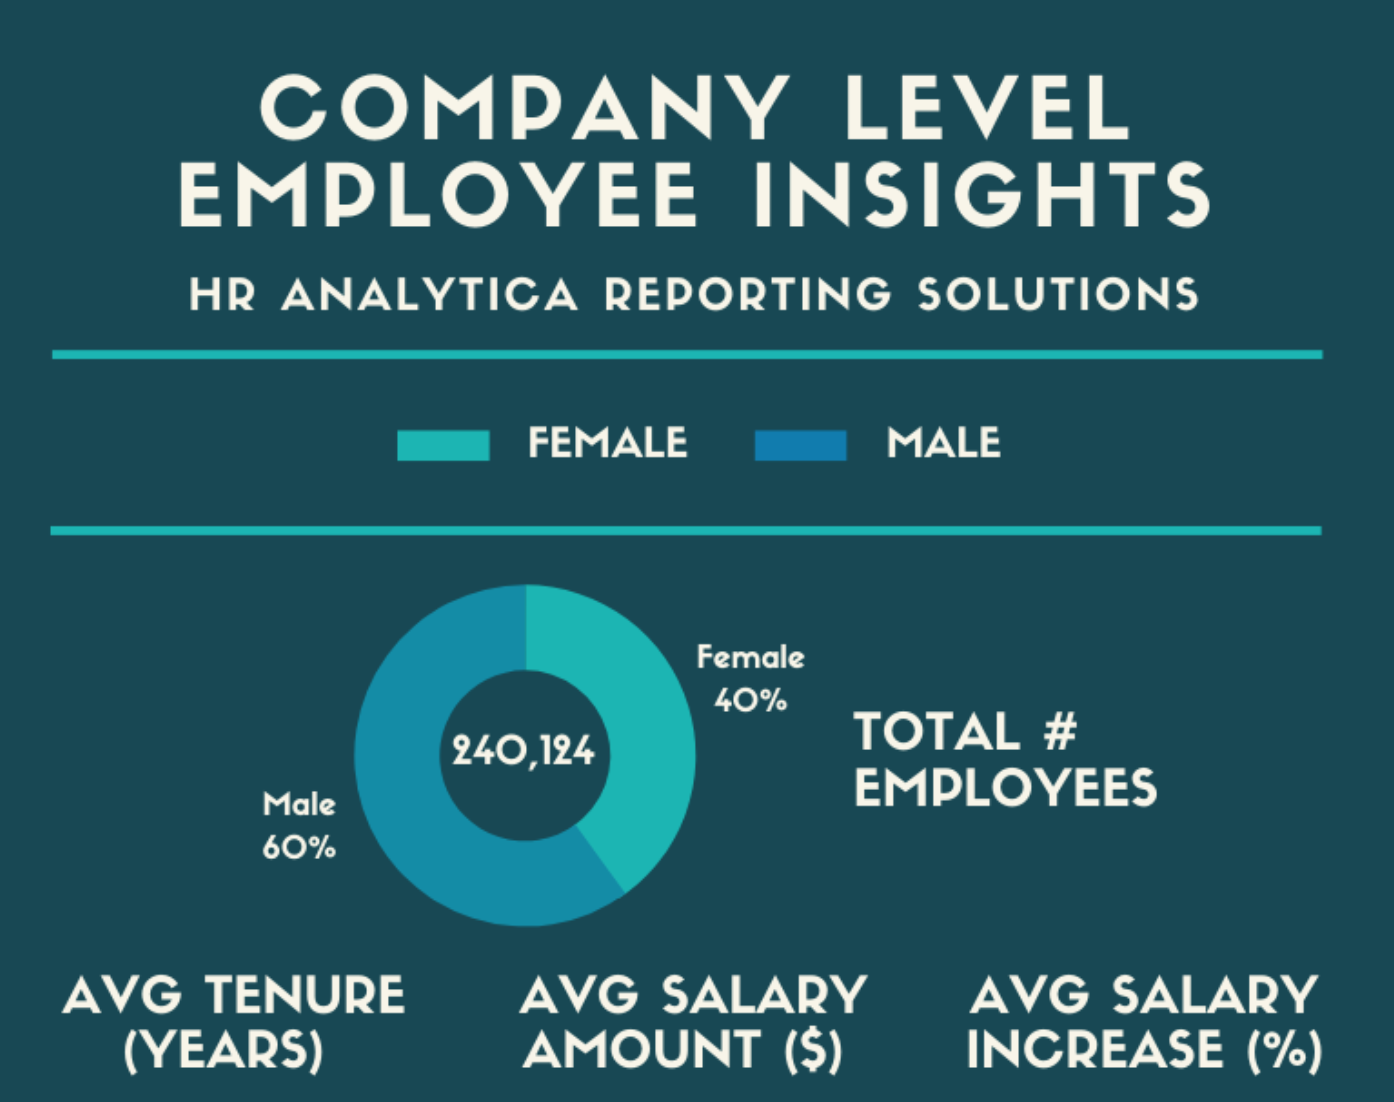 COMPANY LEVEL
EMPLOYEE INSIGHTS
HR ANALYTICA REPORTING SOLUTIONS
FEMALE MALE
Female
40%
240,124
TOTAL #
EMPLOYEES
Male
60%
AVG TENURE
(YEARS)
AVG SALARY
AMOUNT ($)
AVG SALARY
INCREASE (%)